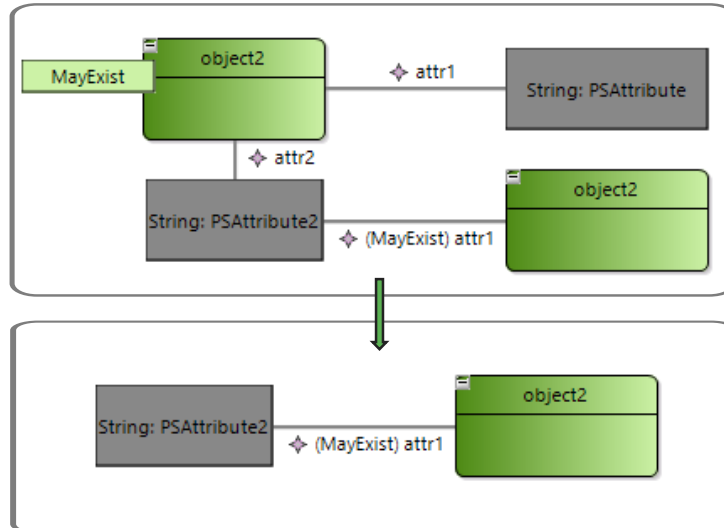 object2
MayExist
attr1
String: PSAttribute
attr2
object2
String: PSAttribute2
(MayExist) attr1
object2
String: PSAttribute2
(MayExist) attr1